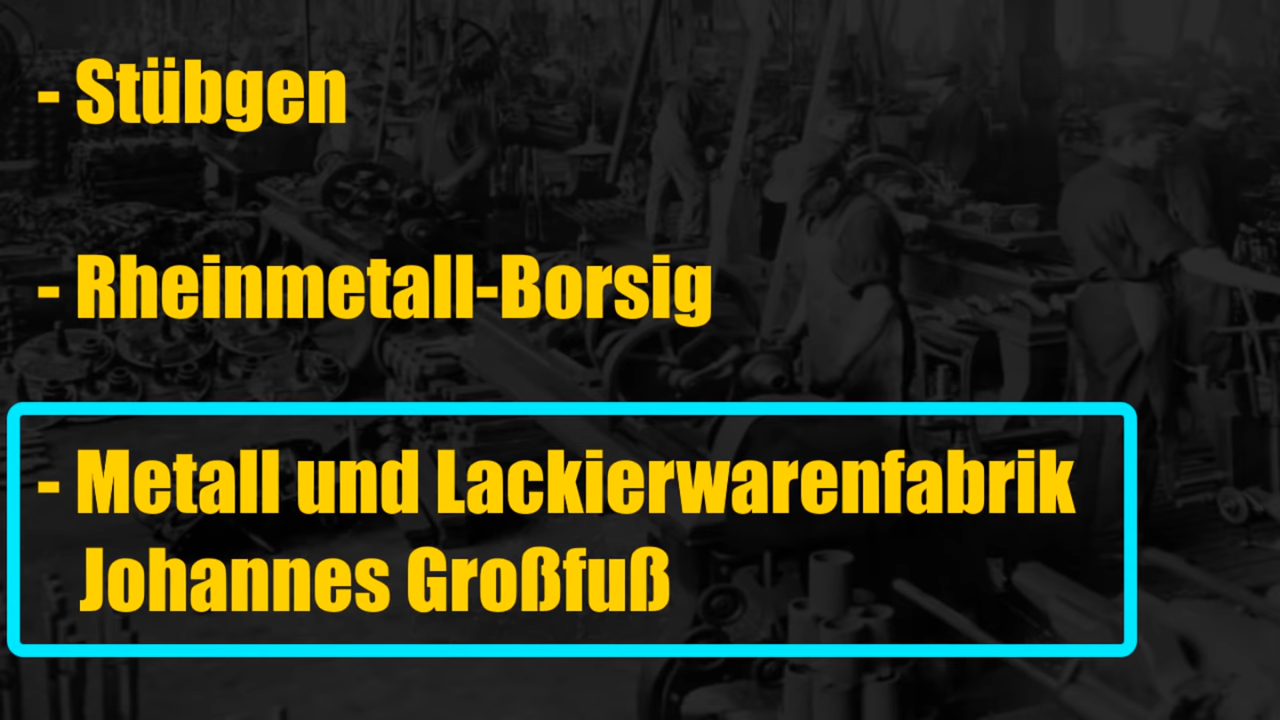 - Stübgen
- Rheinmetall-Borsig
- Metall und Lackierwarenfabrik
Johannes Großfuß